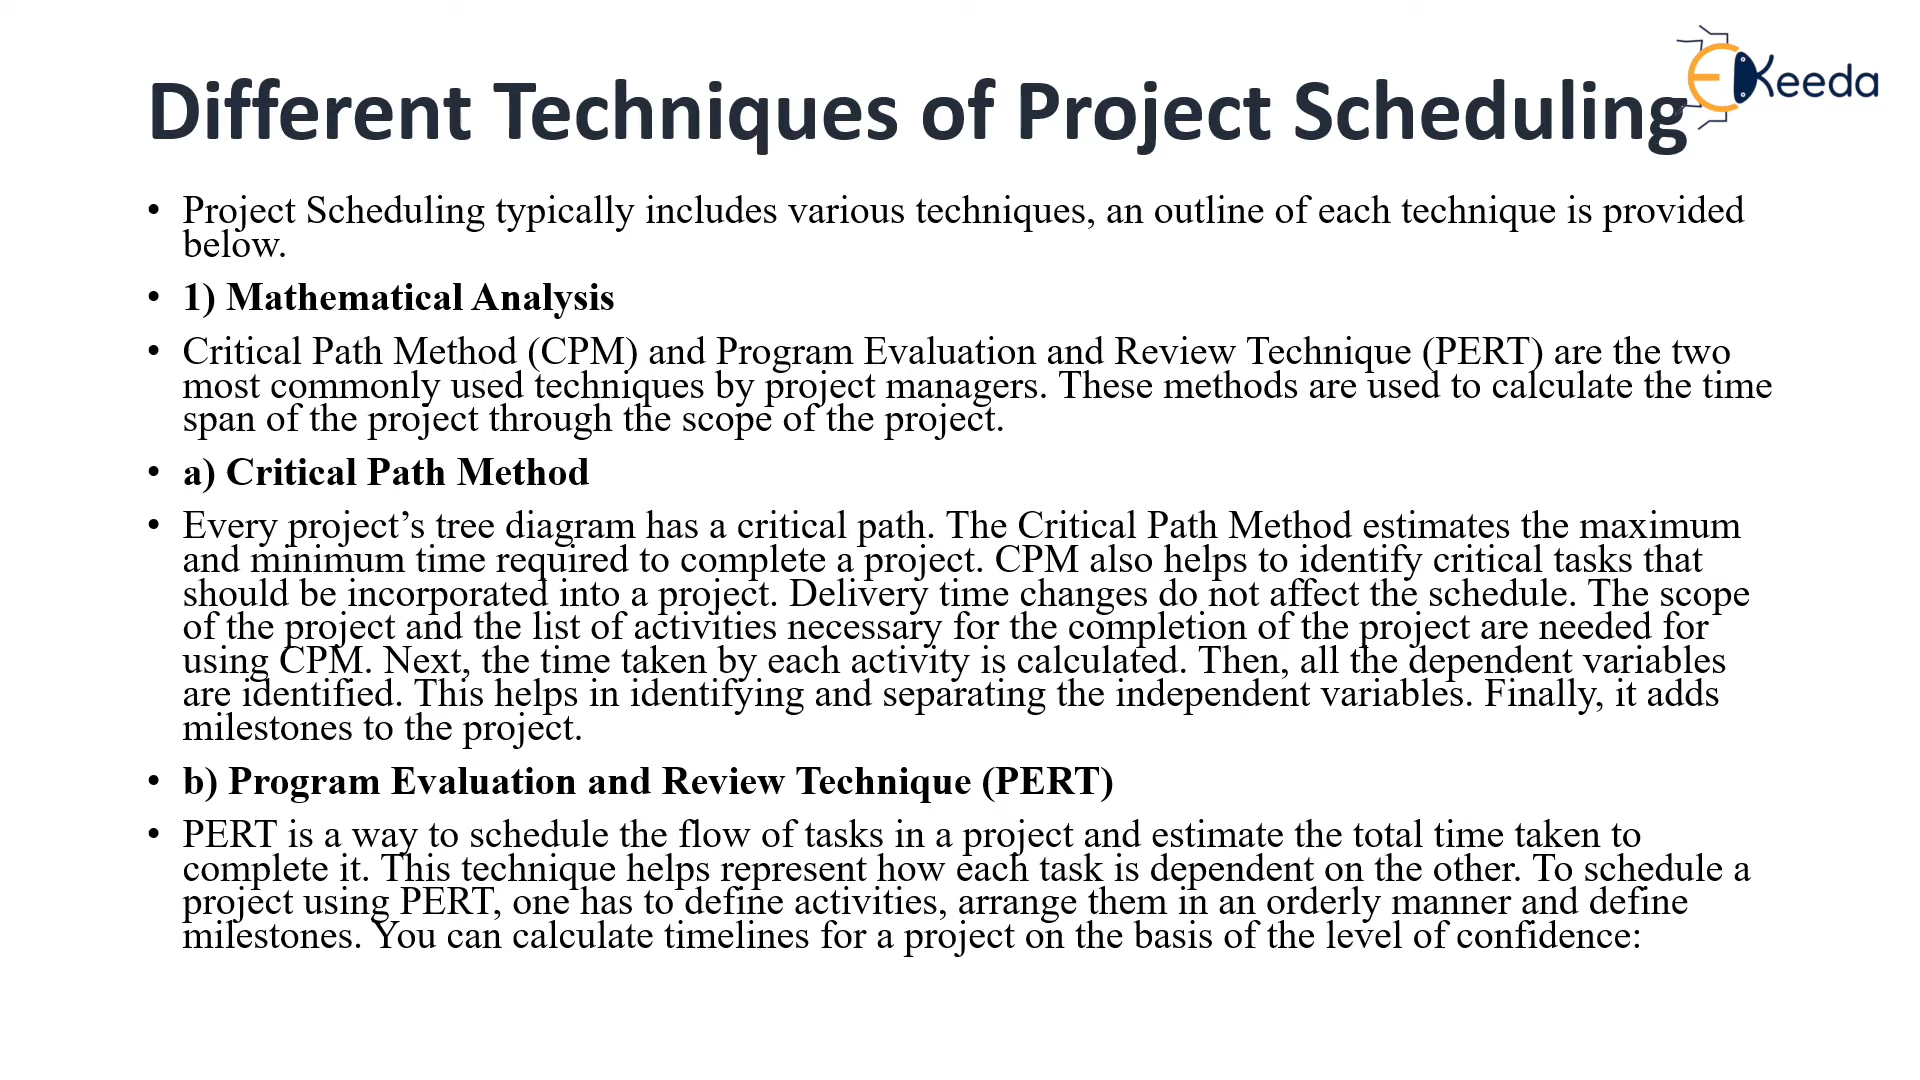 Different Techniques of Project Scheduling
EKeeda
• Project Scheduling typically includes various techniques, an outline of each technique is provided
below.
• 1) Mathematical Analysis
• Critical Path Method (CPM) and Program Evaluation and Review Technique (PERT) are the two
most commonly used techniques by project managers. These methods are used to calculate the time
span of the project through the scope of the project.
• a) Critical Path Method
• Every project’s tree diagram has a critical path. The Critical Path Method estimates the maximum
and minimum time required to complete a project. CPM also helps to identify critical tasks that
should be incorporated into a project. Delivery time changes do not affect the schedule. The scope
of the project and the list of activities necessary for the completion of the project are needed for
using CPM. Next, the time taken by each activity is calculated. Then, all the dependent variables
are identified. This helps in identifying and separating the independent variables. Finally, it adds
milestones to the project.
• b) Program Evaluation and Review Technique (PERT)
• PERT is a way to schedule the flow of tasks in a project and estimate the total time taken to
complete it. This technique helps represent how each task is dependent on the other. To schedule a
project using PERT, one has to define activities, arrange them in an orderly manner and define
milestones. You can calculate timelines for a project on the basis of the level of confidence: